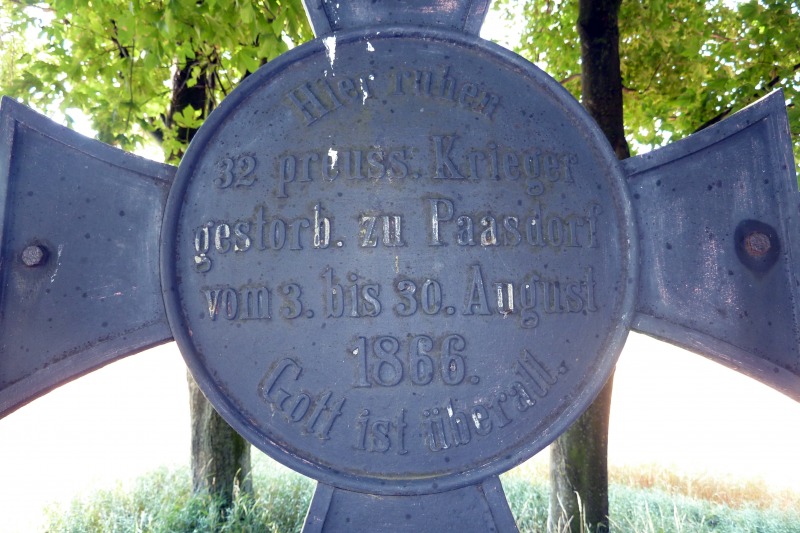 Hier ruhen
32 preuss. Krieger
gestorb. zu Paasdorf
vom 3. bis 30. August
1866.
Gott ist überall.